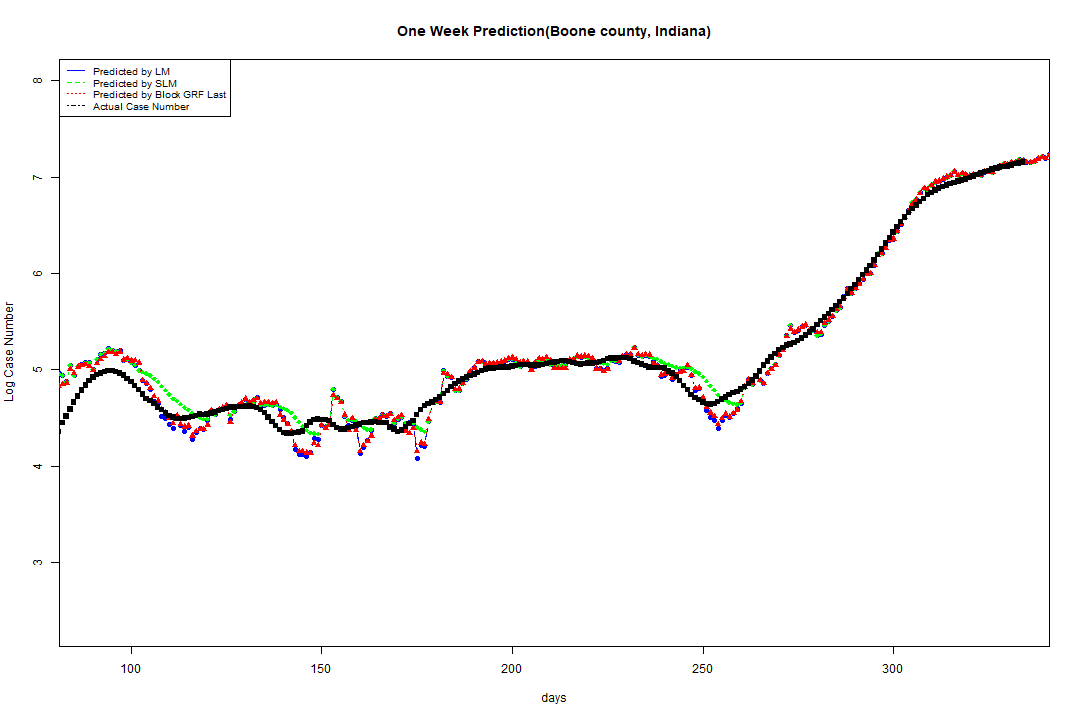 One Week Prediction(Boone county, Indiana)
Predicted by LM
Predicted by SLM
Predicted by Block GRF Last
Actual Case Number
8
7
6
5
4
3
Log Case Number
100 150 200 250 300
days